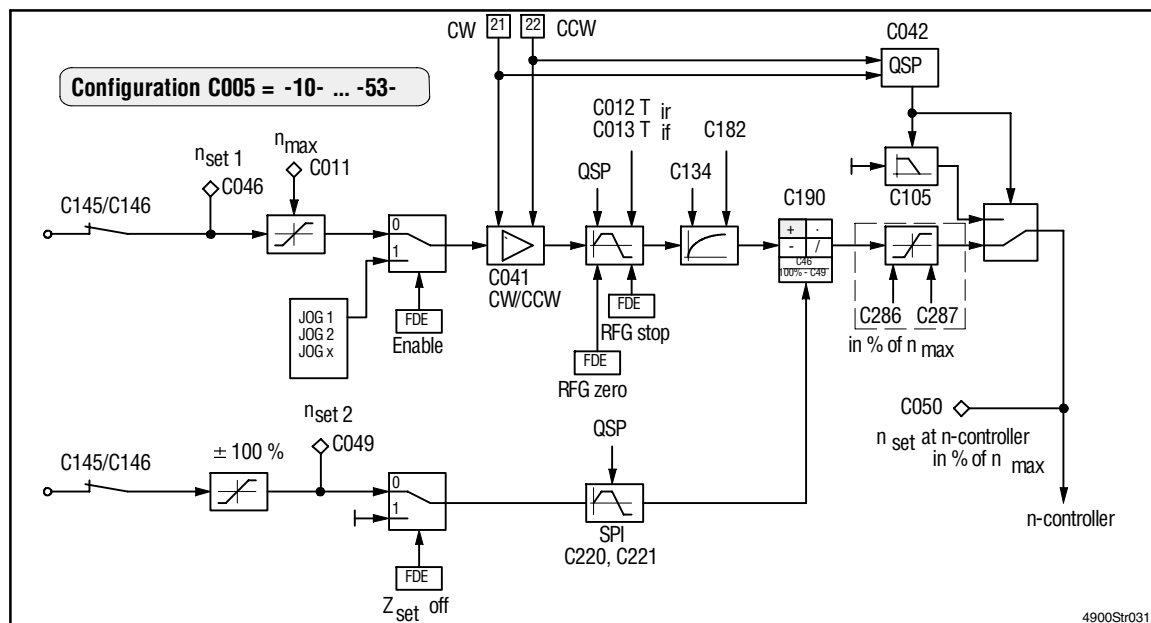 CW 21 22 CCW
C042
QSP
Configuration C005 = -10- ... -53-
C012 T ir
C013 T if
C182
n set 1
n max
C046
C011
QSP
C134
C190
C105
C145/C146
0
1
+ ·
- /
C46
100% - C49
C041
CW/CCW
JOG 1
JOG 2
JOG x
FDE
Enable
FDE
RFG stop
FDE
RFG zero
C286 C287
in % of n max
n set 2
C049
QSP
C050
n set at n-controller
in % of n max
C145/C146
± 100 %
0
1
SPI
C220, C221
n-controller
FDE
Z set off
4900Str031